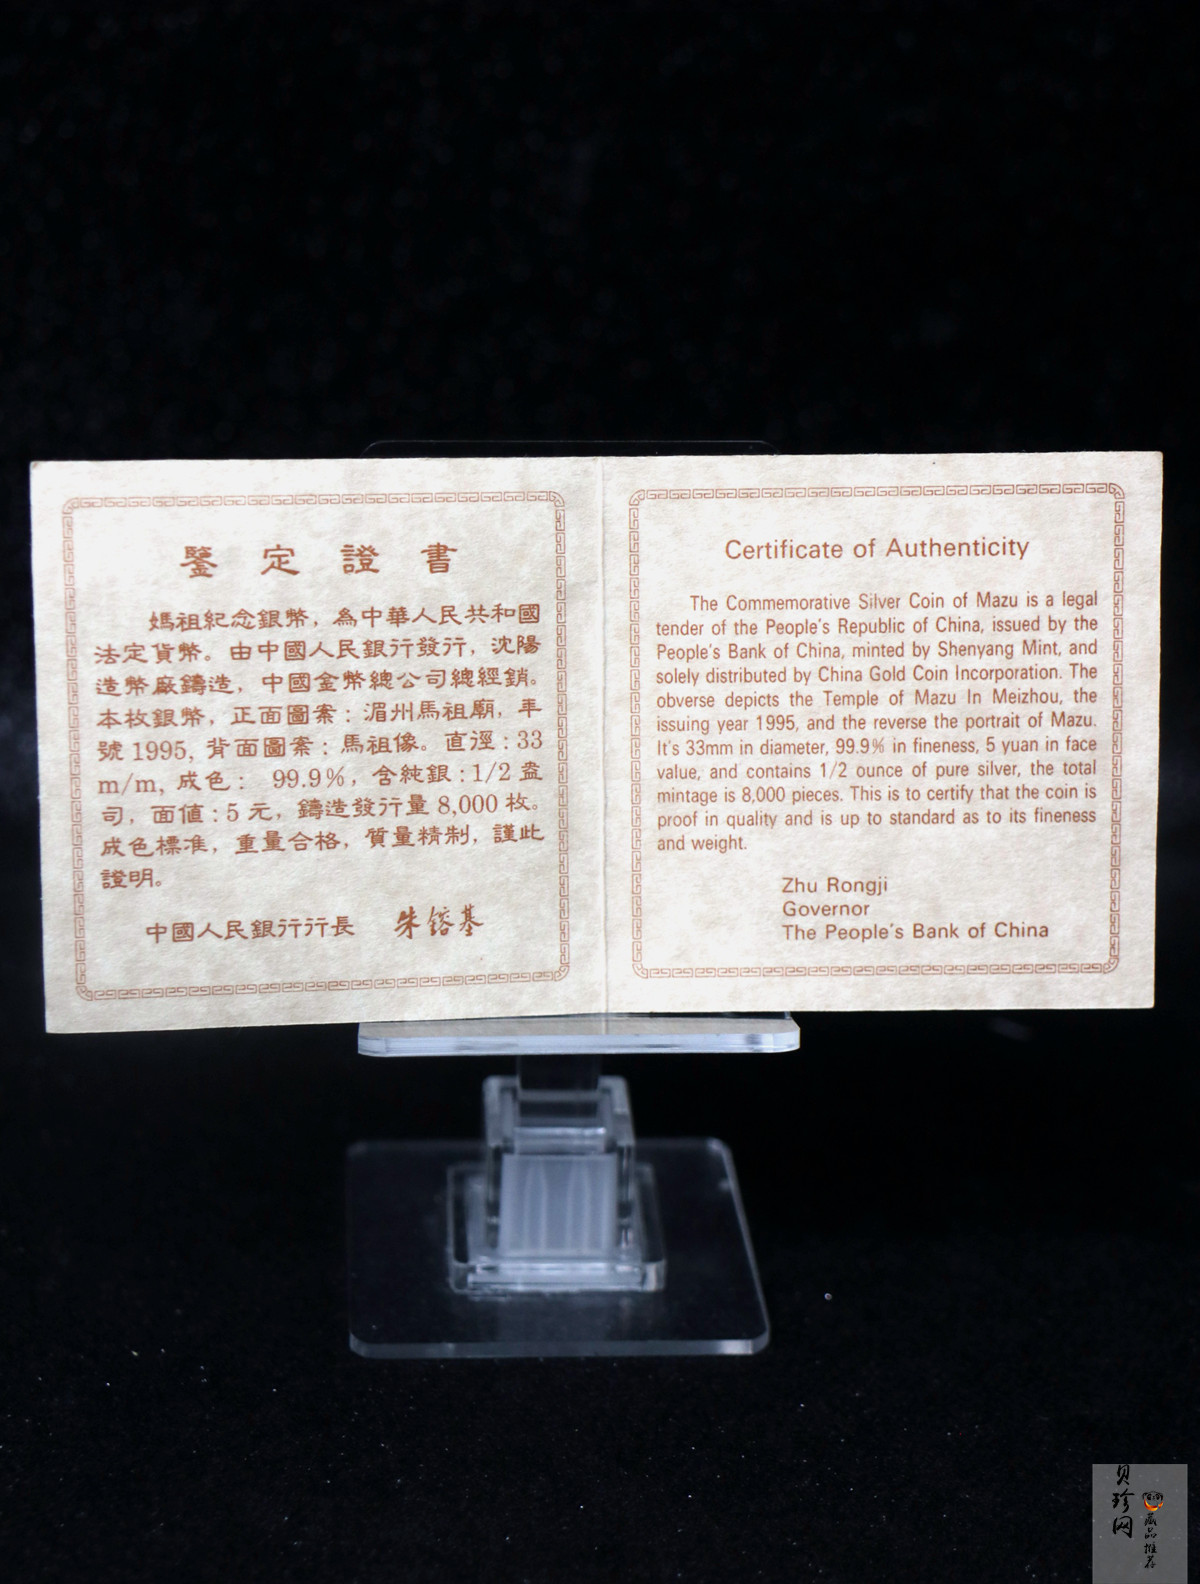 鑒定證書
媽祖紀念銀幣，為中華人民共和國
法定貨幣。由中國人民銀行發行，沈陽
造幣廠鑄造，中國金幣總公司總經銷。
本枚銀幣，正面圖案：湄州馬祖廟，年
號1995，背面圖案：馬祖像。直徑：33
m/m，成色： 99.9%，含純銀：1/2盎
司，面值：5元，鑄造發行量8,000枚。
成色標准，重量合格，質量精制，謹此
證明。
中國人民銀行行長 朱鎔基
Certificate of Authenticity
The Commemorative Silver Coin of Mazu is a legal
tender of the People's Republic of China, issued by the
People's Bank of China, minted by Shenyang Mint, and
solely distributed by China Gold Coin Incorporation. The
obverse depicts the Temple of Mazu In Meizhou, the
issuing year 1995, and the reverse the portrait of Mazu.
It's 33mm in diameter, 99.9% in fineness, 5 yuan in face
value, and contains 1/2 ounce of pure silver, the total
mintage is 8,000 pieces. This is to certify that the coin is
proof in quality and is up to standard as to its fineness
and weight.
Zhu Rongji
Governor
The People's Bank of China
贝珍网
藏品推荐